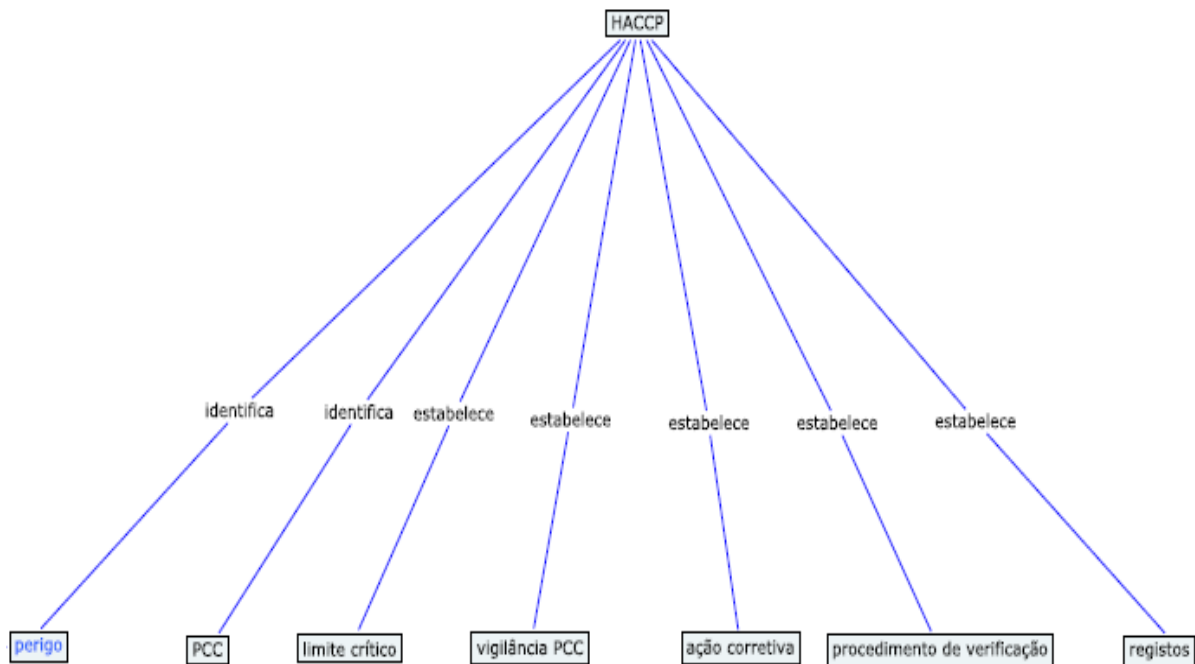 HACCP
identifica
identifica
estabelece
estabelece
estabelece
estabelece
estabelece
perigo
PCC
limite crítico
vigilância PCC
ação corretiva
procedimento de verificação
registos